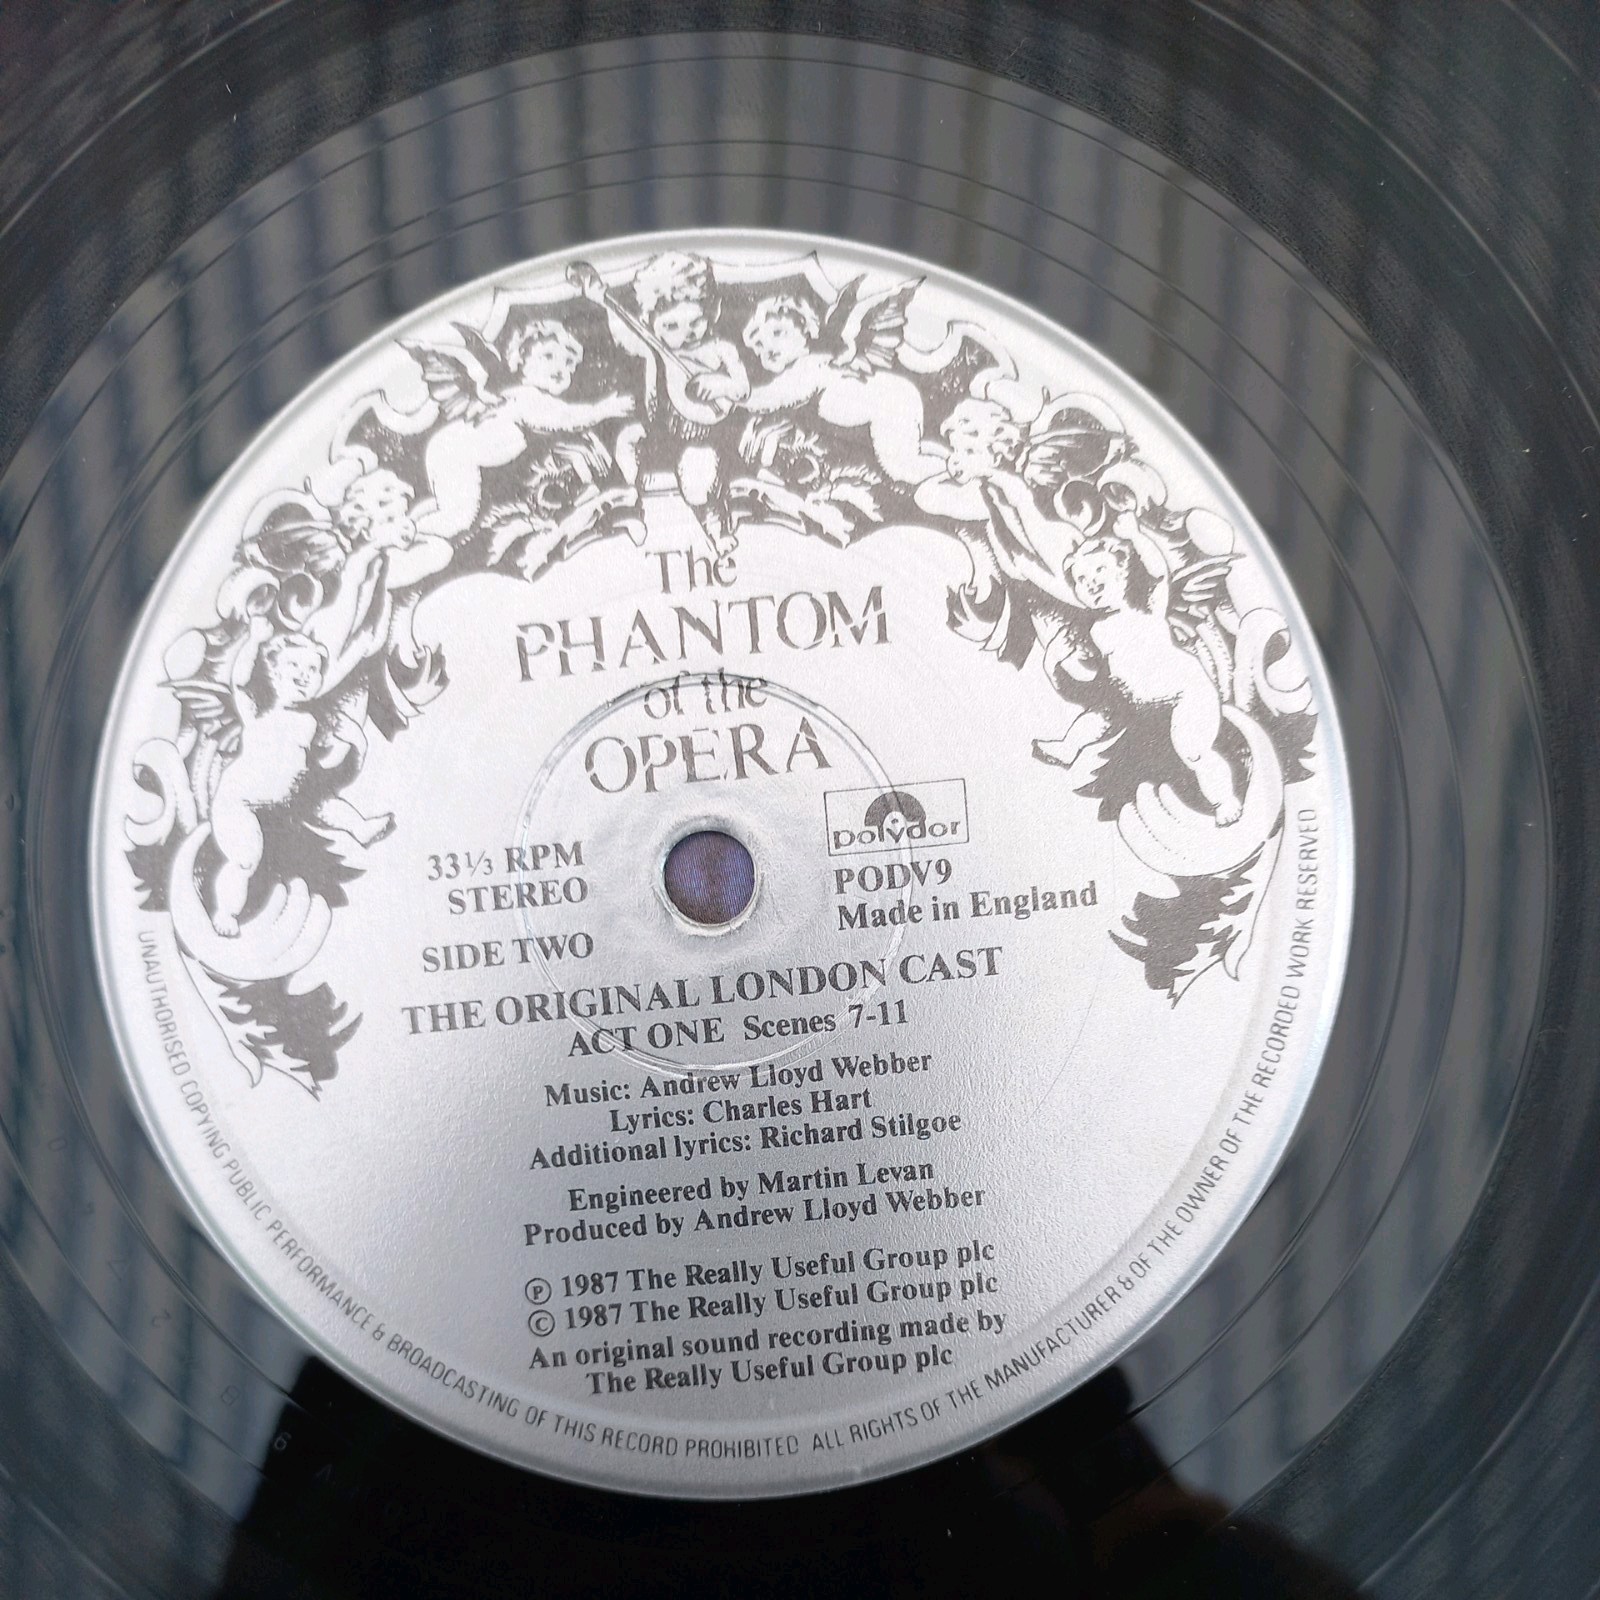 The
PHANTOM
of the
OPERA
polydor
33⅓ RPM
STEREO
SIDE TWO
PODV9
Made in England
THE ORIGINAL LONDON CAST
ACT ONE Scenes 7-11
Music: Andrew Lloyd Webber
Lyrics: Charles Hart
Additional lyrics: Richard Stilgoe
Engineered by Martin Levan
Produced by Andrew Lloyd Webber
℗ 1987 The Really Useful Group plc
© 1987 The Really Useful Group plc
An original sound recording made by
The Really Useful Group plc
UNAUTHORISED COPYING PUBLIC PERFORMANCE & BROADCASTING OF THIS RECORD PROHIBITED ALL RIGHTS OF THE MANUFACTURER & OF THE OWNER OF THE RECORDED WORK RESERVED